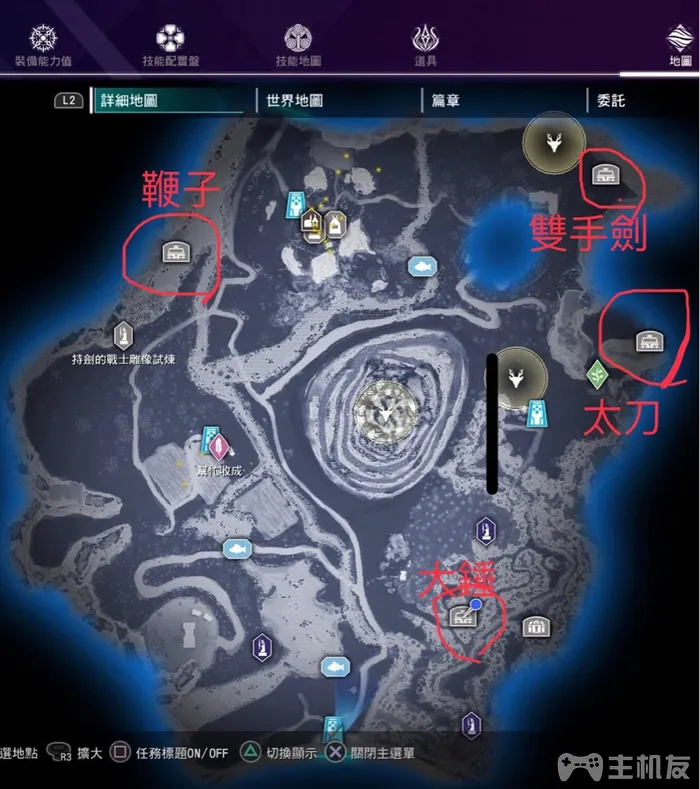 裝備能力值 技能配置盤 技能地圖 道具 地圖
L2 詳細地圖 世界地圖 篇章 委託
鞭子
雙手劍
持劍的戰士雕像試煉
太刀
幫忙收成
大錘
選地點 R3 擴大 任務標題ON/OFF 切換顯示 關閉主選單
主机友